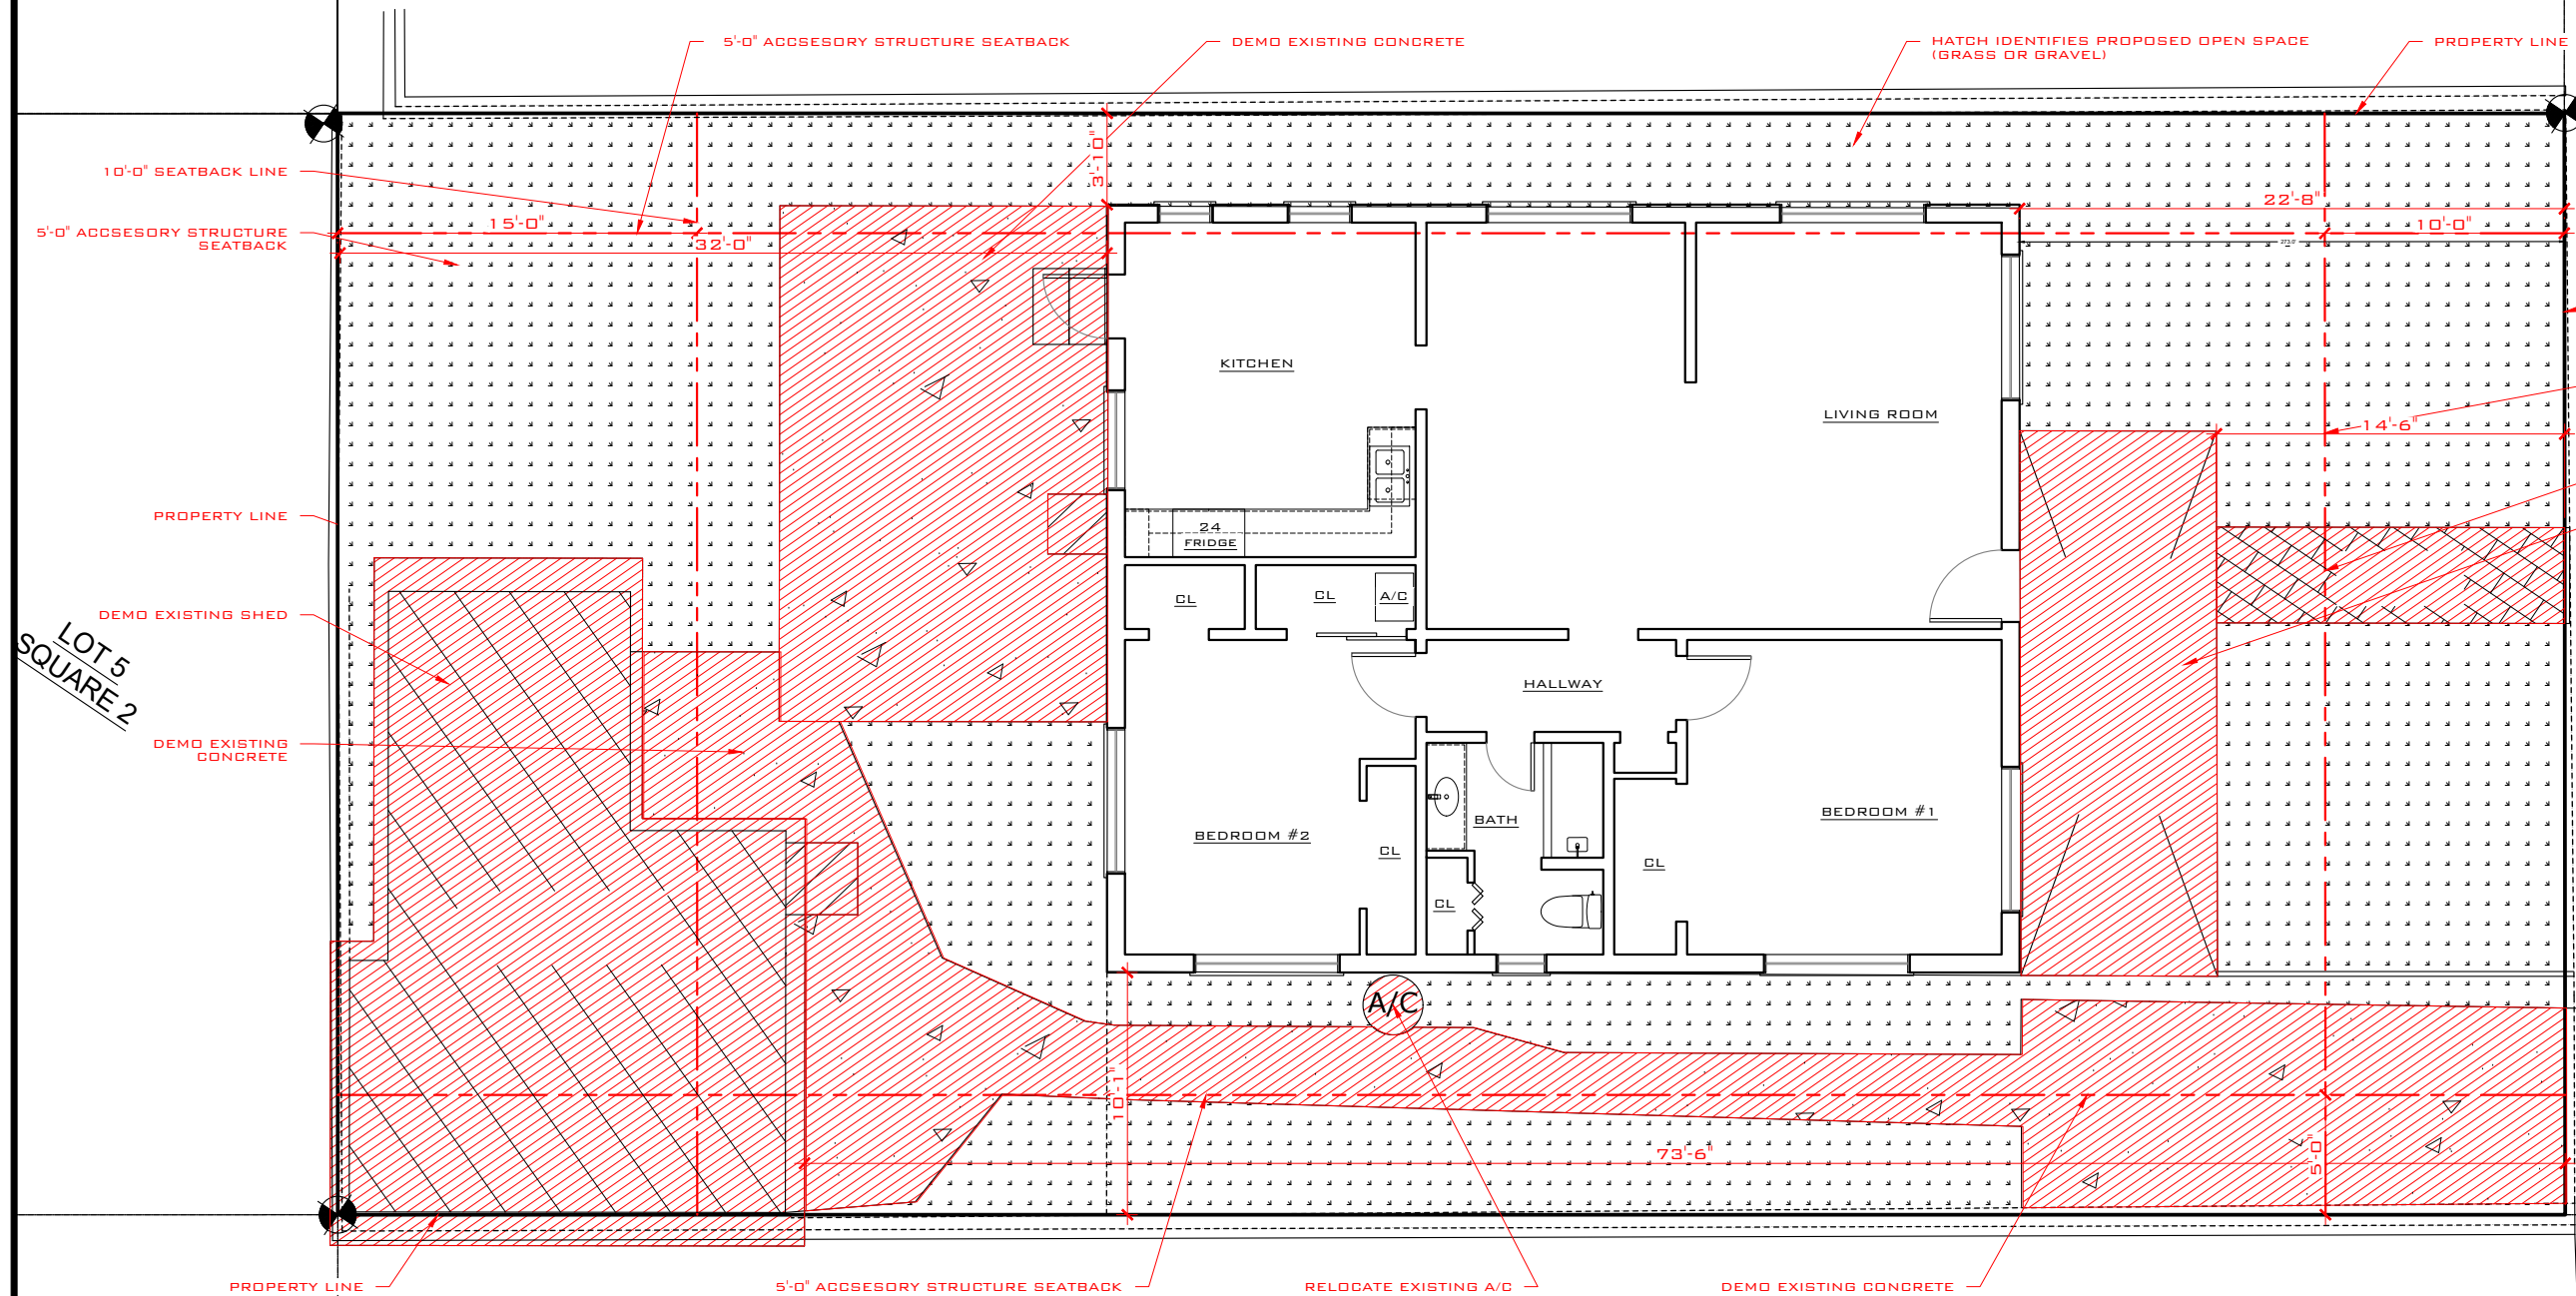 5'-0" ACCSESORY STRUCTURE SEATBACK
DEMO EXISTING CONCRETE
HATCH IDENTIFIES PROPOSED OPEN SPACE
(GRASS OR GRAVEL)
PROPERTY LINE
10'-0" SEATBACK LINE
3'-10"
22'-8"
15'-0"
10'-0"
5'-0" ACCSESORY STRUCTURE
SEATBACK
32'-0"
KITCHEN
LIVING ROOM
14'-6"
PROPERTY LINE
24
FRIDGE
CL
CL
A/C
DEMO EXISTING SHED
LOT 5
SQUARE 2
HALLWAY
DEMO EXISTING
CONCRETE
BEDROOM #2
BATH
BEDROOM #1
CL
CL
CL
A/C
10'-1"
73'-6"
5'-0"
PROPERTY LINE
5'-0" ACCSESORY STRUCTURE SEATBACK
RELOCATE EXISTING A/C
DEMO EXISTING CONCRETE